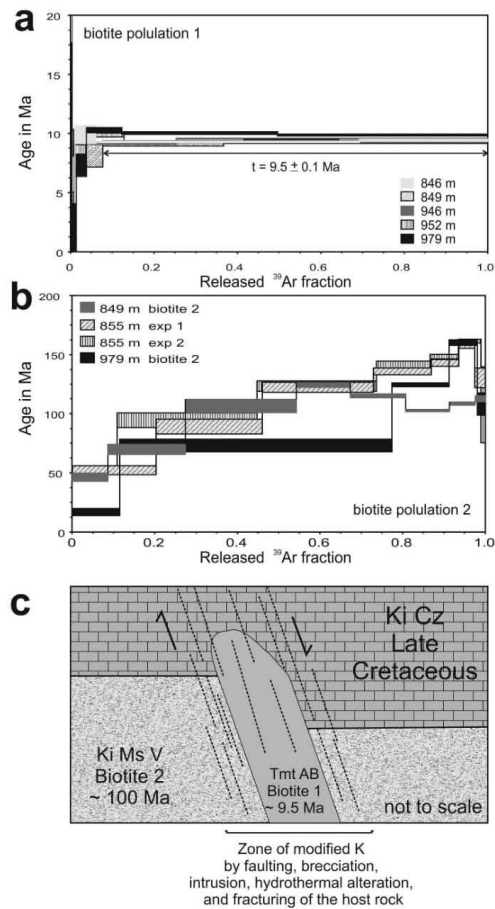 a
biotite polulation 1
20
15
10
5
0
Age in Ma
t = 9.5 ± 0.1 Ma
846 m
849 m
946 m
952 m
979 m
0 0.2 0.4 0.6 0.8 1.0
Released ³⁹Ar fraction
b
200
150
100
50
0
Age in Ma
849 m biotite 2
855 m exp 1
855 m exp 2
979 m biotite 2
biotite polulation 2
0 0.2 0.4 0.6 0.8 1.0
Released ³⁹Ar fraction
c
Ki Cz
Late
Cretaceous
Ki Ms V
Biotite 2
~ 100 Ma
Tmt AB
Biotite 1
~ 9.5 Ma
not to scale
Zone of modified K
by faulting, brecciation,
intrusion, hydrothermal alteration,
and fracturing of the host rock